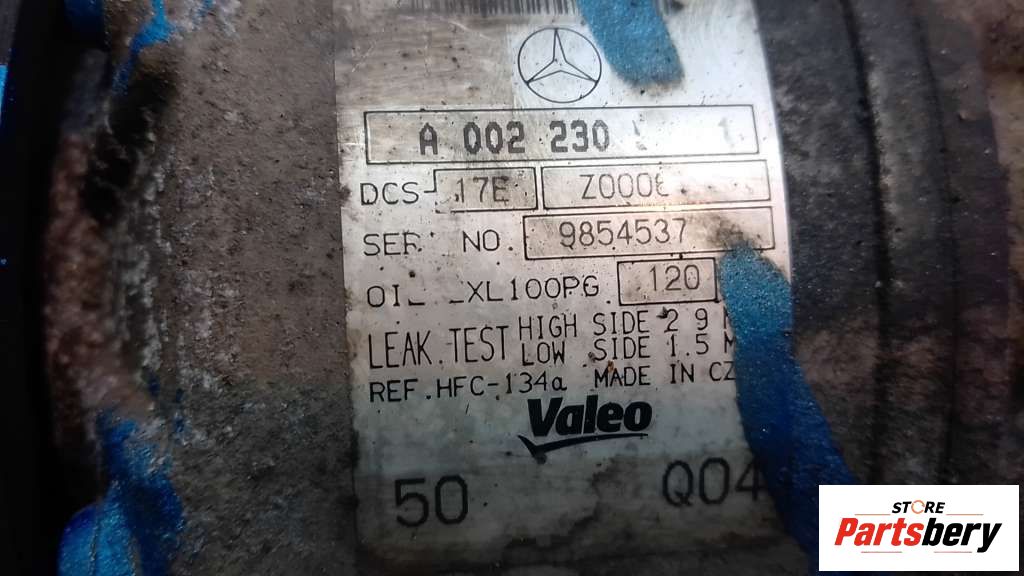 A 002 230
DCS-17E
SER NO. 9854537
XL100PG 120
LEAK.TEST HIGH SIDE 2 9
LOW SIDE 1.5
REF.HFC-134a MADE IN CZ
Valeo
50 Q04
STORE
Partsbery